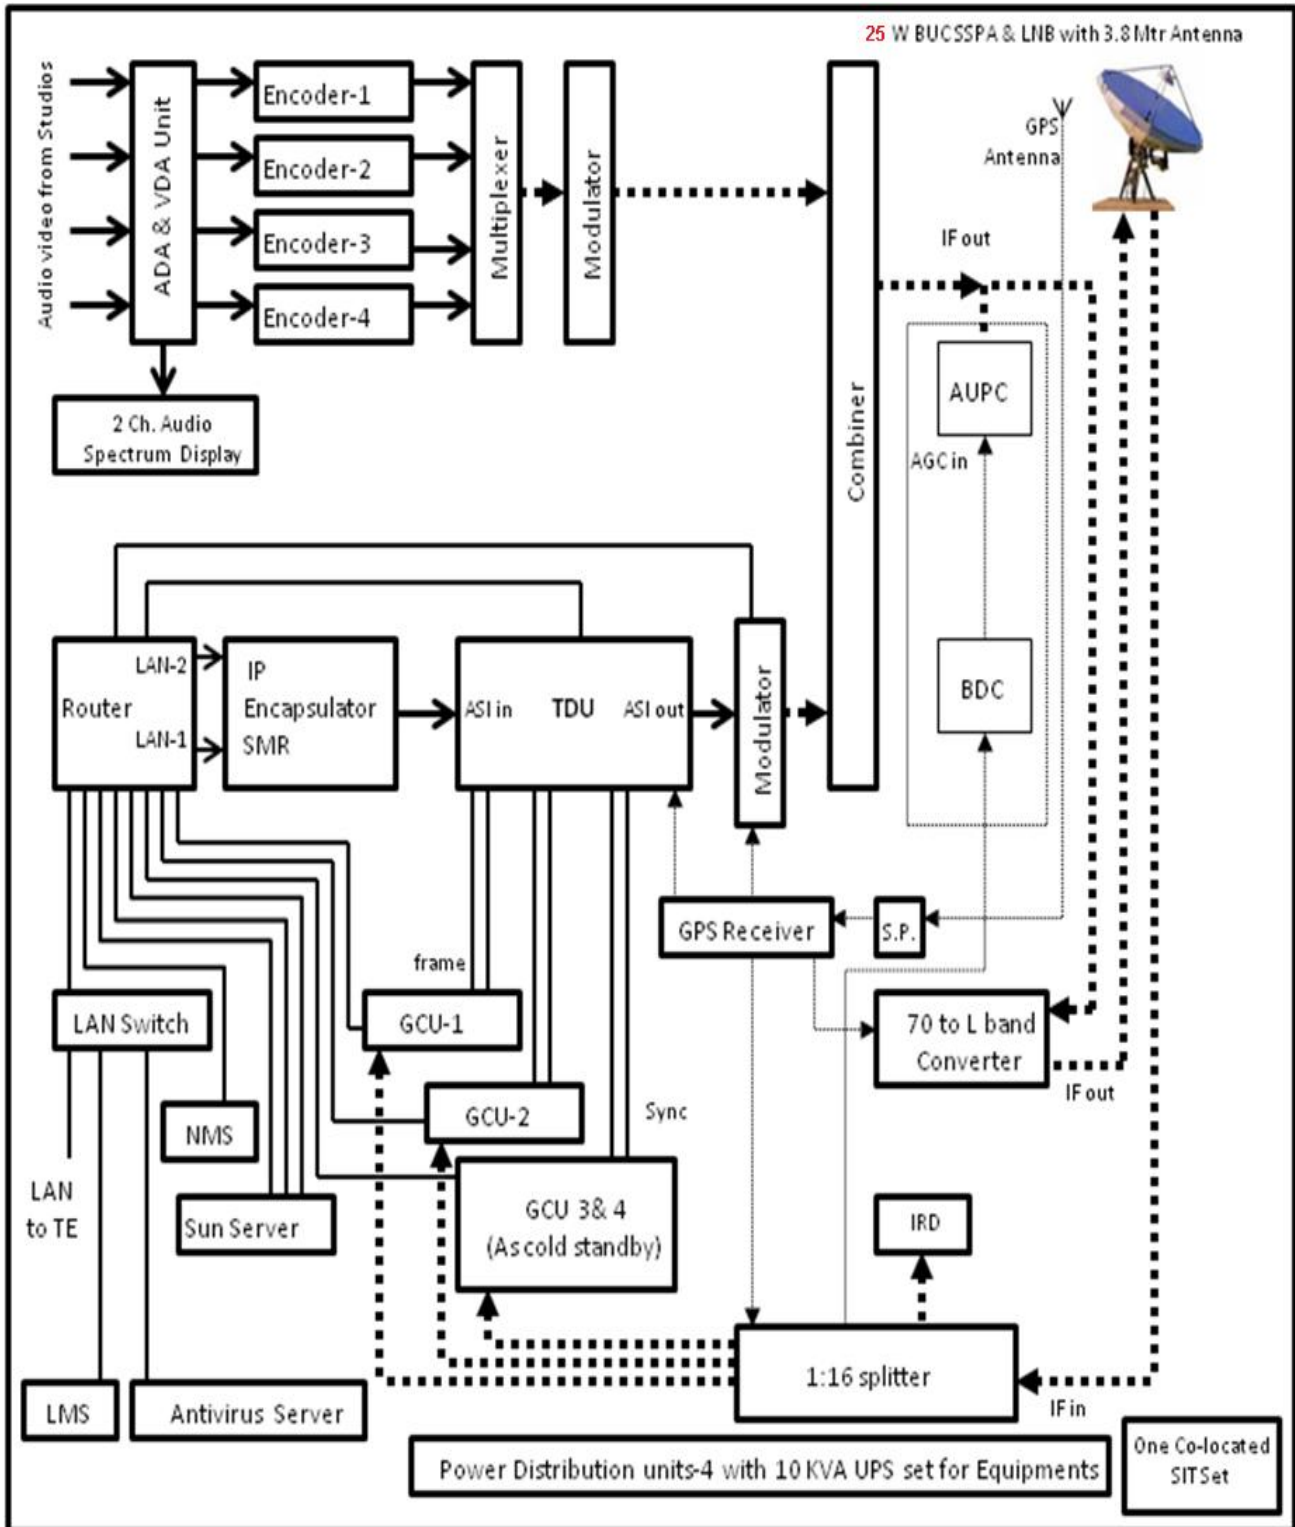 25 W BUCSSPA & LNB with 3.8 Mtr Antenna
Audio video from Studios
ADA & VDA Unit
Encoder-1
Encoder-2
Encoder-3
Encoder-4
Multiplexer
Modulator
GPS
Antenna
IF out
2 Ch. Audio
Spectrum Display
Combiner
AUPC
AGC in
BDC
Router
LAN-2
LAN-1
IP
Encapsulator
SMR
ASI in
TDU
ASI out
Modulator
GPS Receiver
S.P.
frame
LAN Switch
GCU-1
70 to L band
Converter
IF out
GCU-2
Sync
NMS
LAN
to TE
Sun Server
GCU 3& 4
(As cold standby)
IRD
1:16 splitter
IF in
LMS
Antivirus Server
Power Distribution units-4 with 10 KVA UPS set for Equipments
One Co-located
SIT Set